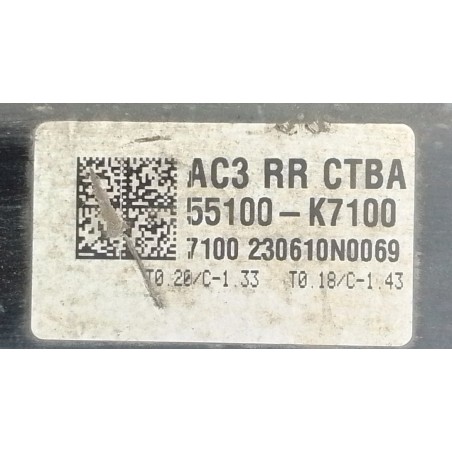 AC3 RR CTBA
55100-K7100
7100 230610N0069
T0.20/C-1.33 T0.18/C-1.43